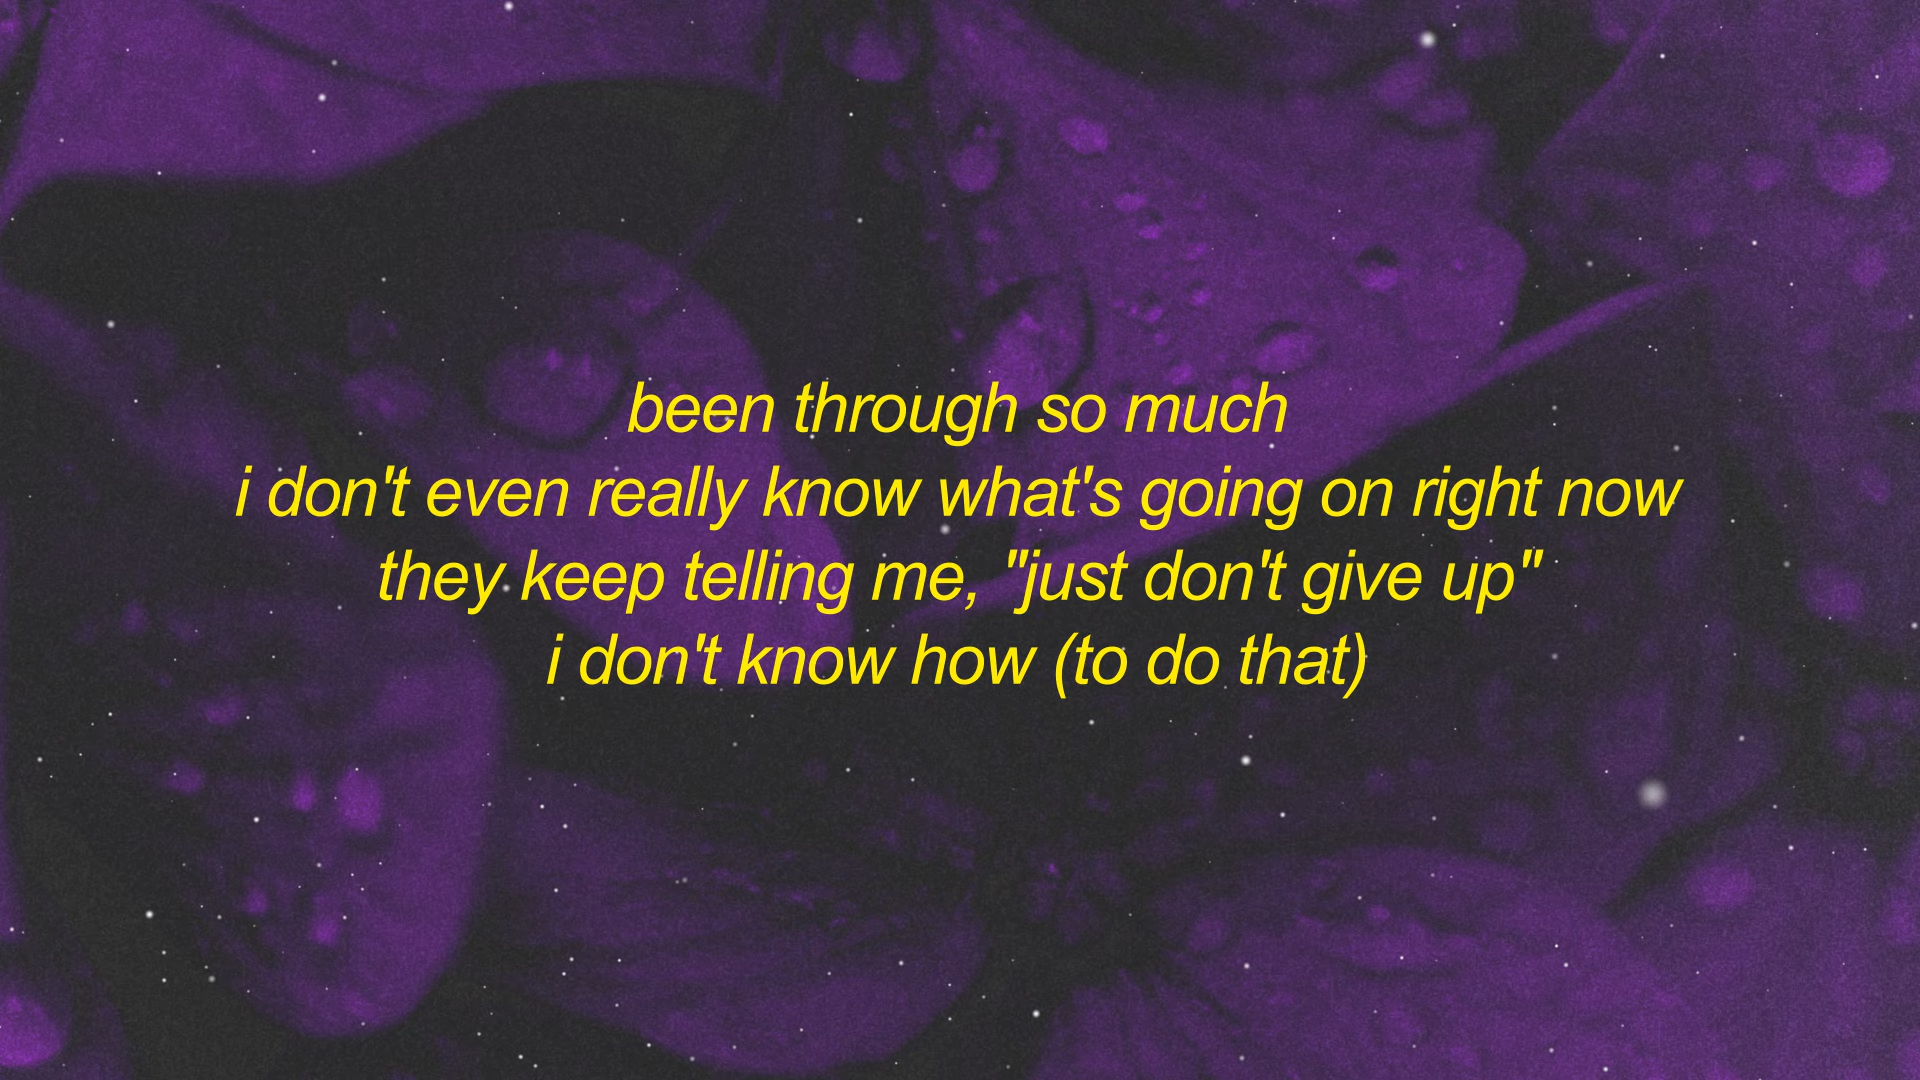 been through so much
i don't even really know what's going on right now
they keep telling me, "just don't give up"
i don't know how (to do that)